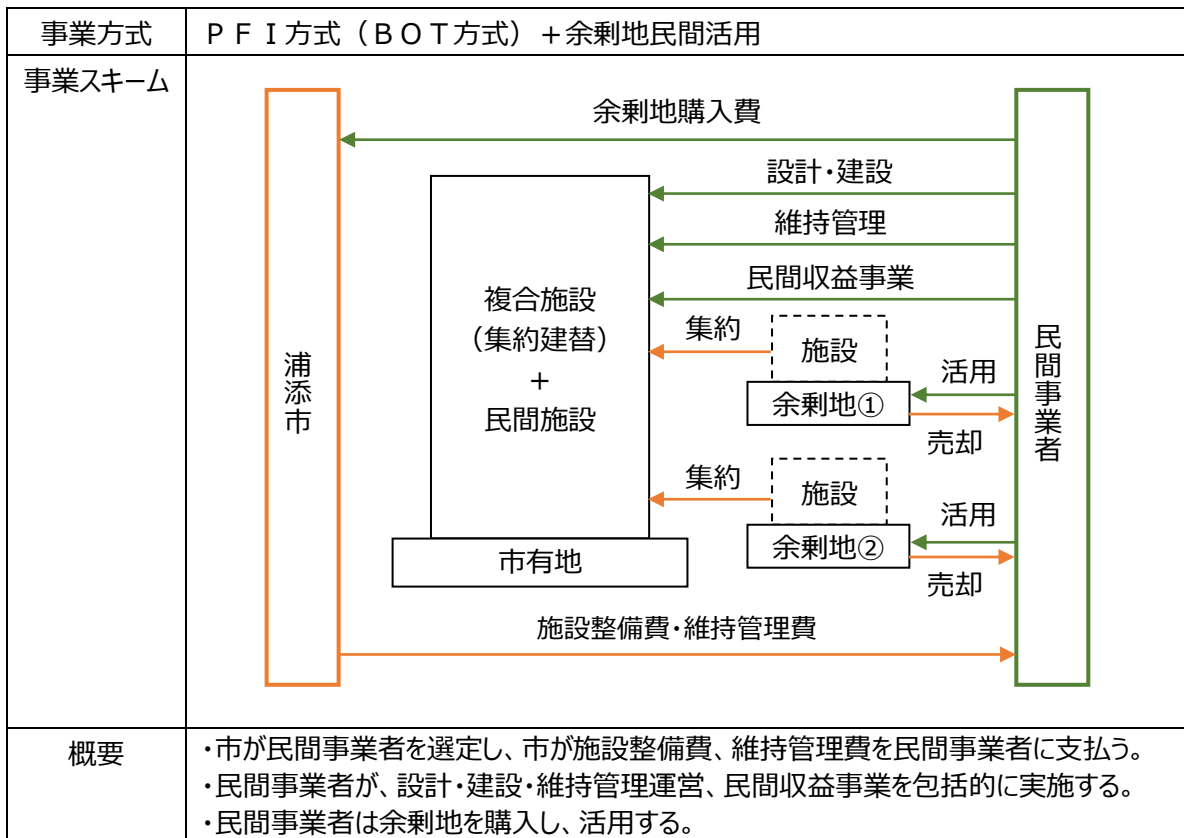 事業方式
ＰＦＩ方式（ＢＯＴ方式）＋余剰地民間活用
事業スキーム
余剰地購入費
設計・建設
維持管理
民間収益事業
複合施設
（集約建替）
＋
民間施設
集約
施設
活用
余剰地①
売却
浦添市
民間事業者
集約
施設
活用
余剰地②
売却
市有地
施設整備費・維持管理費
概要
・市が民間事業者を選定し、市が施設整備費、維持管理費を民間事業者に支払う。
・民間事業者が、設計・建設・維持管理運営、民間収益事業を包括的に実施する。
・民間事業者は余剰地を購入し、活用する。